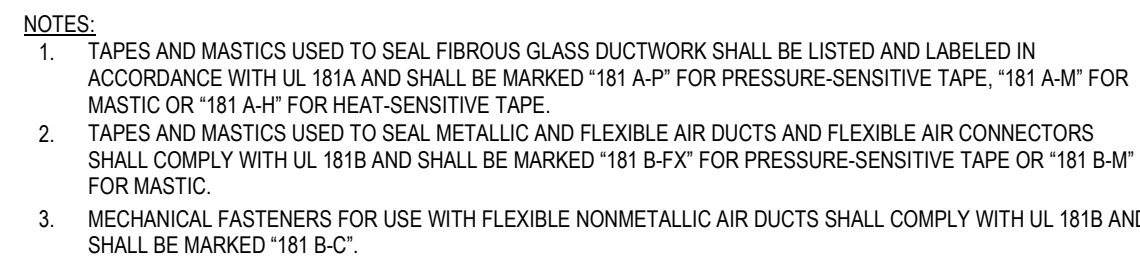 NOTES:
1. TAPES AND MASTICS USED TO SEAL FIBROUS GLASS DUCTWORK SHALL BE LISTED AND LABELED IN
ACCORDANCE WITH UL 181A AND SHALL BE MARKED “181 A-P” FOR PRESSURE-SENSITIVE TAPE, “181 A-M” FOR
MASTIC OR “181 A-H” FOR HEAT-SENSITIVE TAPE.
2. TAPES AND MASTICS USED TO SEAL METALLIC AND FLEXIBLE AIR DUCTS AND FLEXIBLE AIR CONNECTORS
SHALL COMPLY WITH UL 181B AND SHALL BE MARKED “181 B-FX” FOR PRESSURE-SENSITIVE TAPE OR “181 B-M”
FOR MASTIC.
3. MECHANICAL FASTENERS FOR USE WITH FLEXIBLE NONMETALLIC AIR DUCTS SHALL COMPLY WITH UL 181B AND
SHALL BE MARKED “181 B-C”.